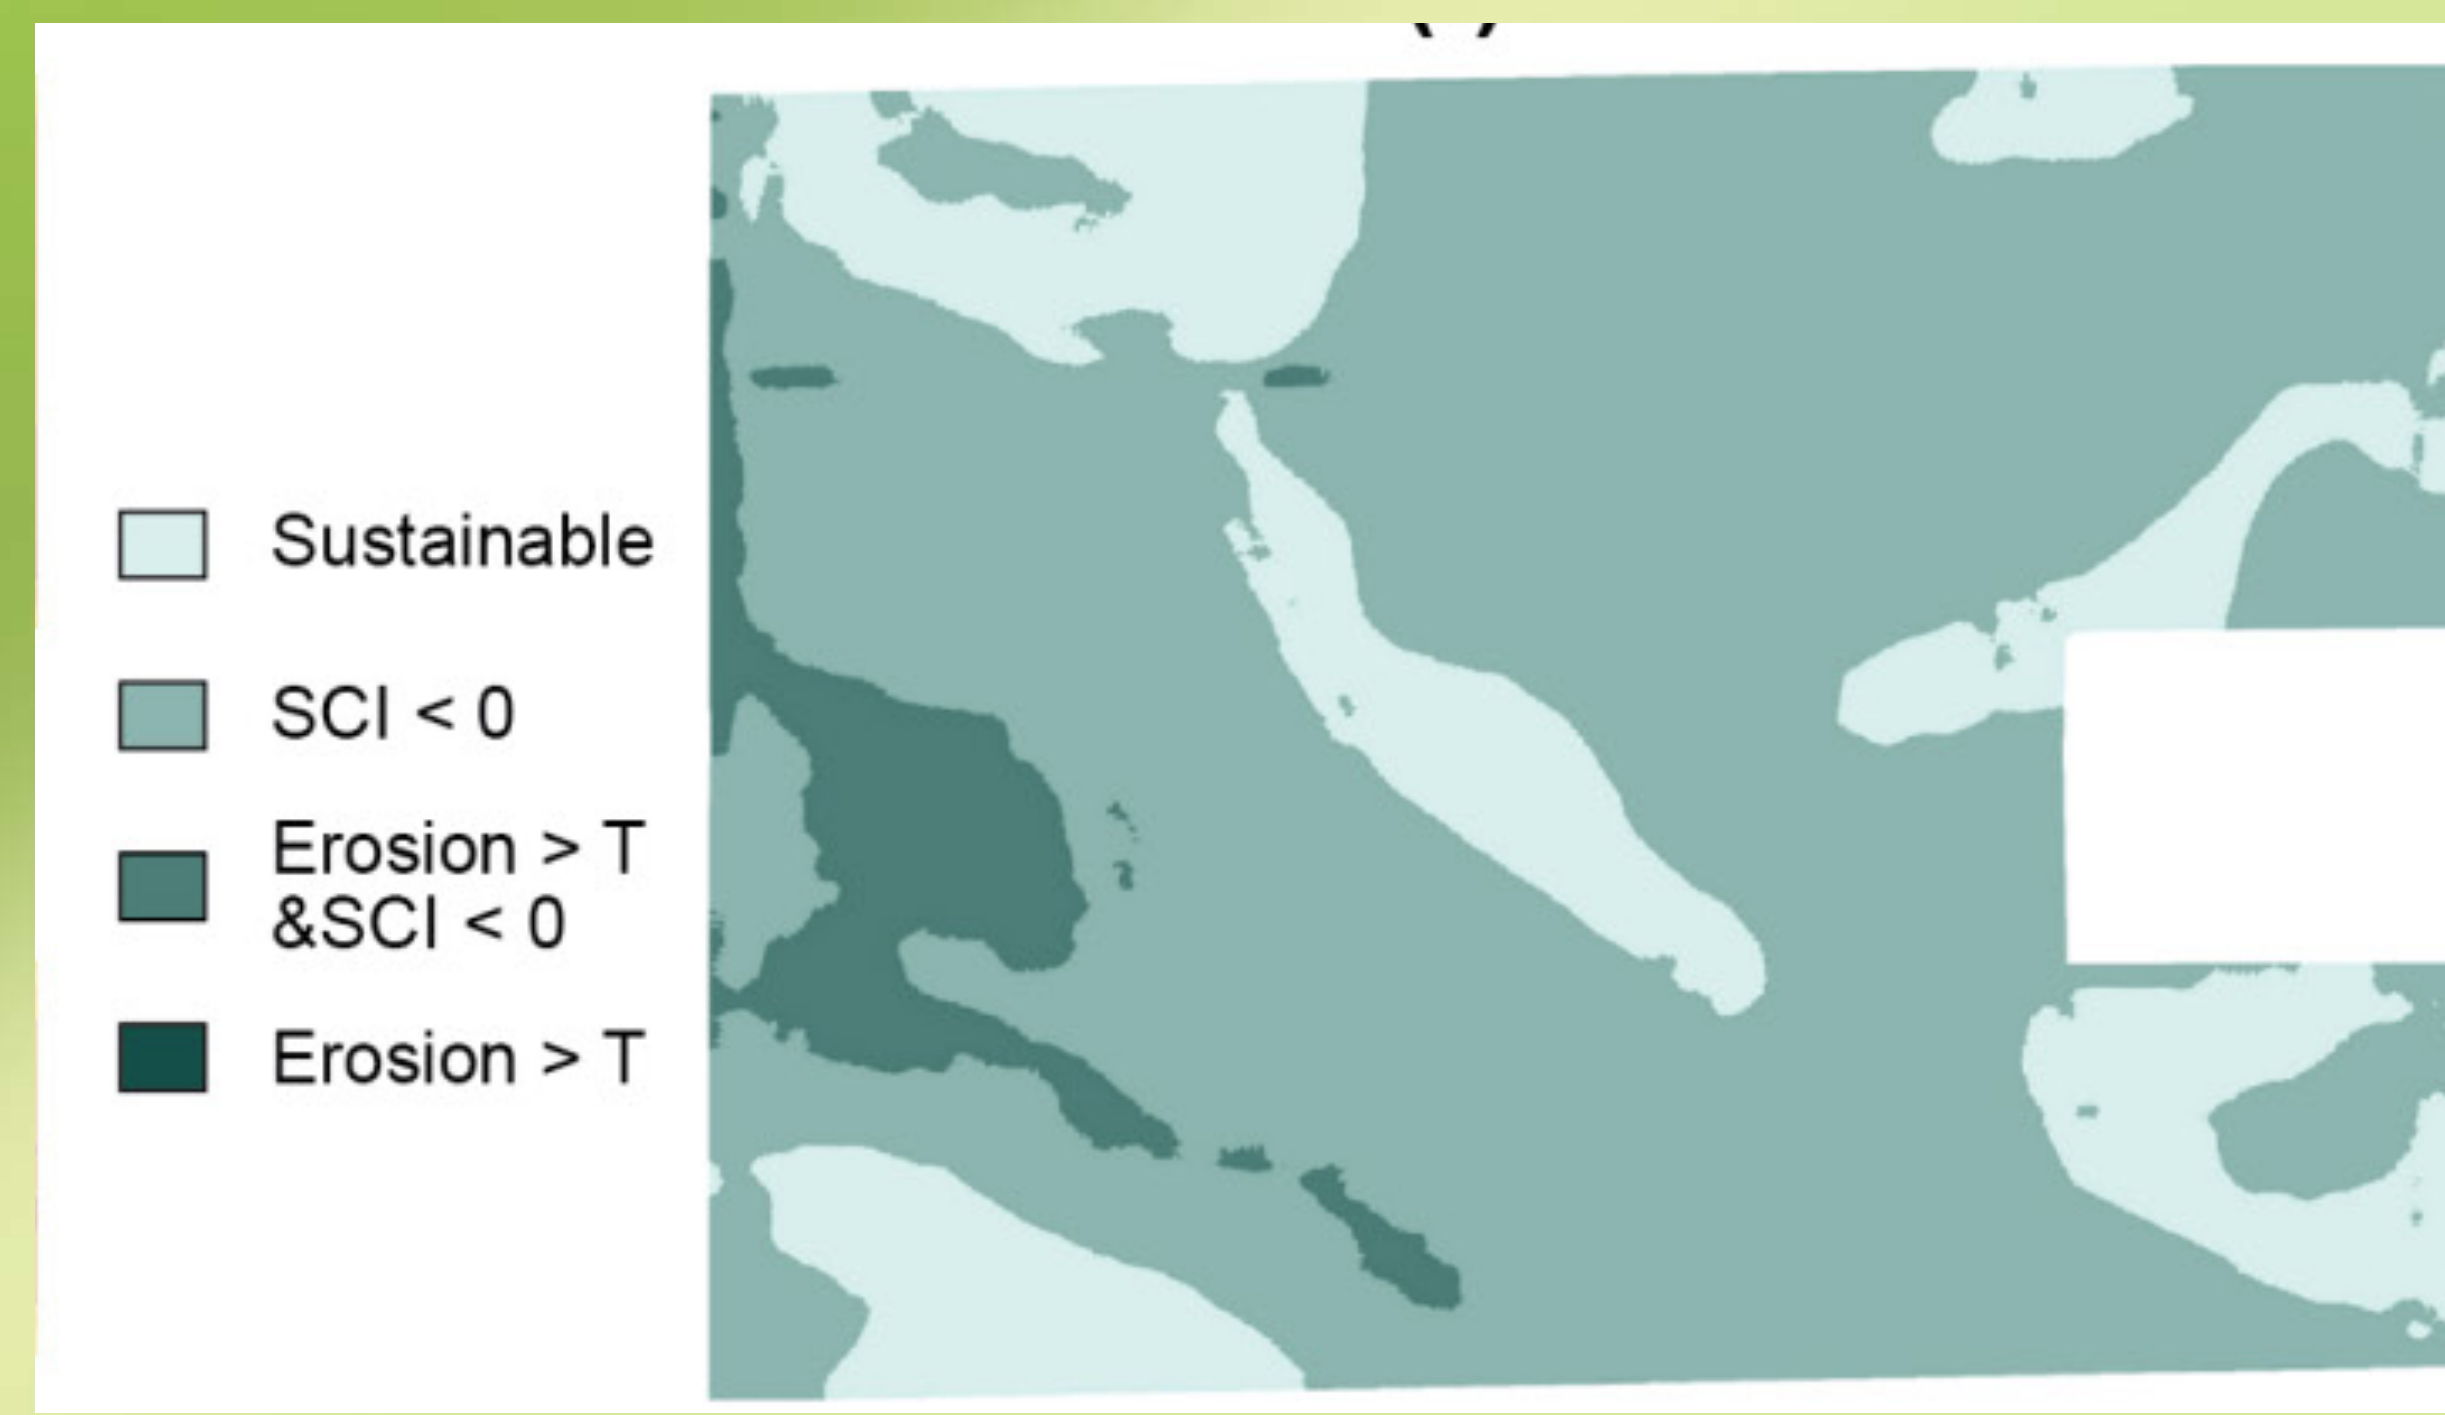 Sustainable
SCI < 0
Erosion > T
&SCI < 0
Erosion > T